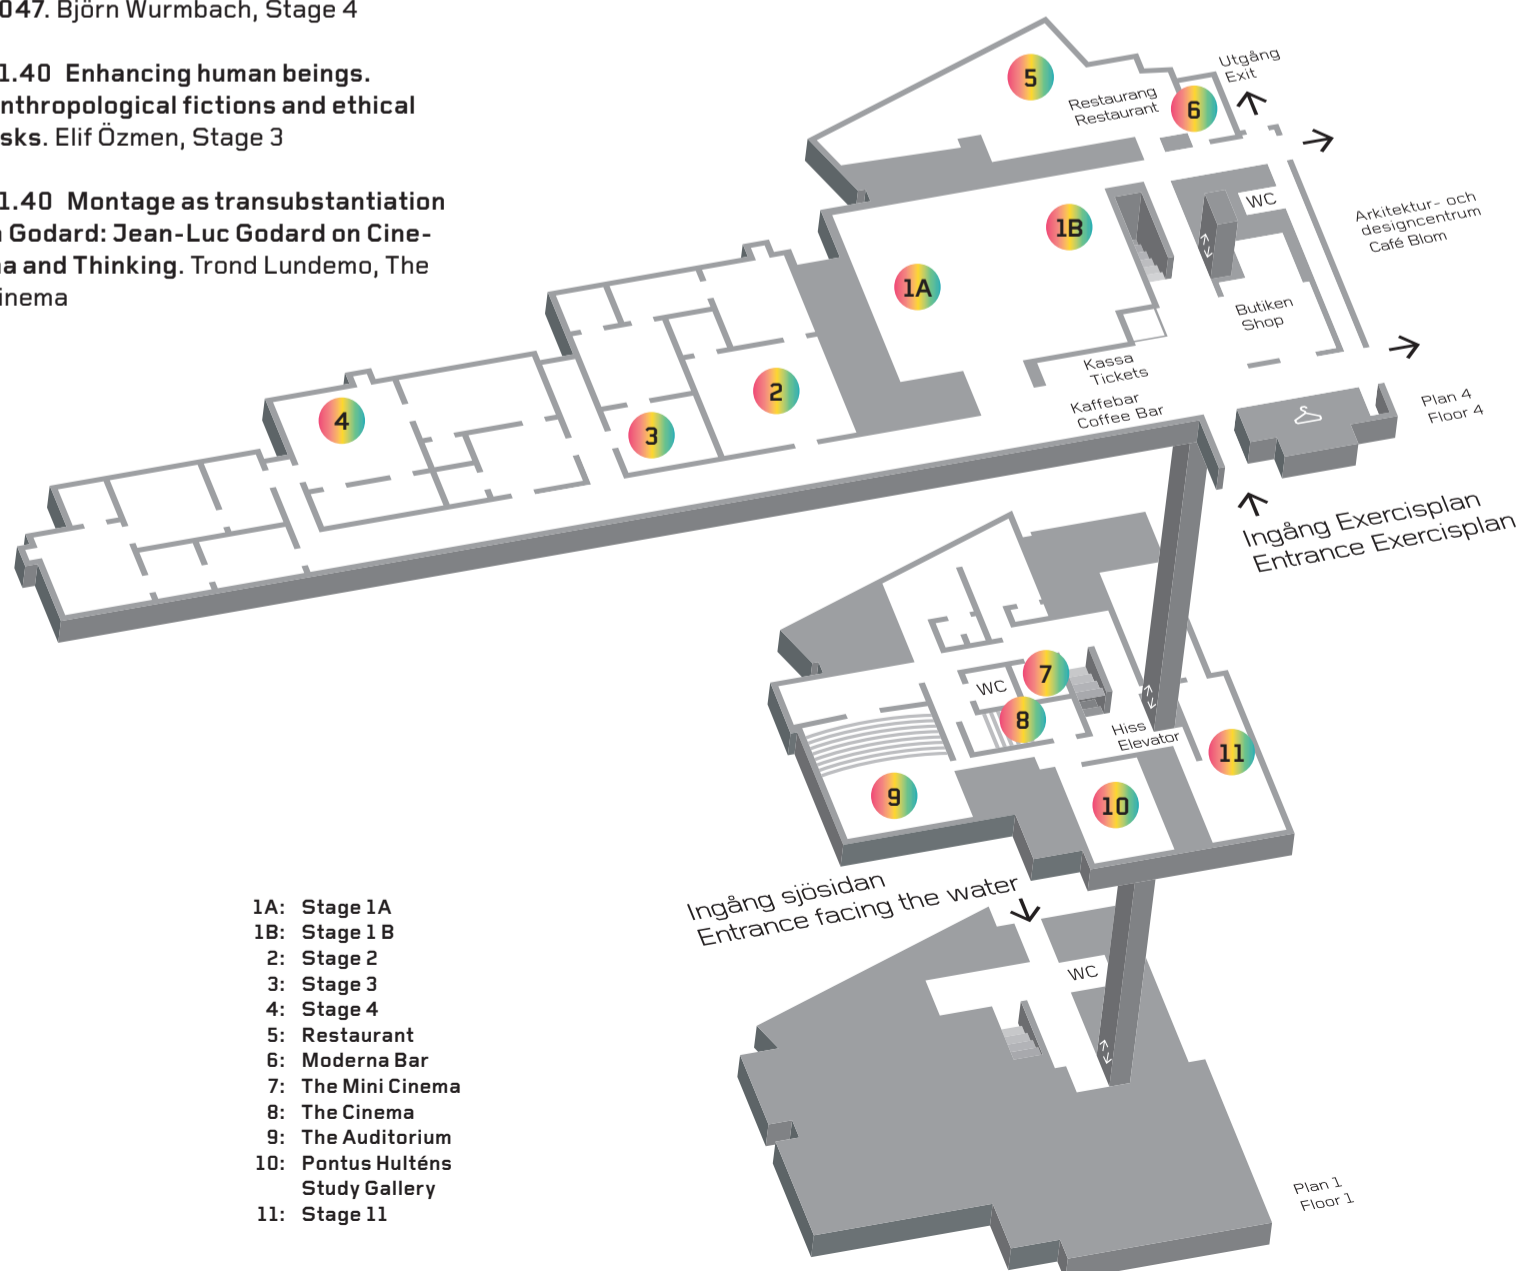 047. Björn Wurmbach, Stage 4
1.40 Enhancing human beings.
nthropological fictions and ethical
sks. Elif Özmen, Stage 3
1.40 Montage as transubstantiation
Godard: Jean-Luc Godard on Cine-
a and Thinking. Trond Lundemo, The
inema
5
Restaurang
Restaurant
6
Utgång
Exit
1B
1A
WC
Arkitektur- och
designcentrum
Café Blom
Butiken
Shop
Kassa
Tickets
Kaffebar
Coffee Bar
2
3
4
Plan 4
Floor 4
Ingång Exercisplan
Entrance Exercisplan
WC
7
8
Hiss
Elevator
11
9
10
Ingång sjösidan
Entrance facing the water
WC
Plan 1
Floor 1
1A: Stage 1A
1B: Stage 1 B
2: Stage 2
3: Stage 3
4: Stage 4
5: Restaurant
6: Moderna Bar
7: The Mini Cinema
8: The Cinema
9: The Auditorium
10: Pontus Hulténs
Study Gallery
11: Stage 11